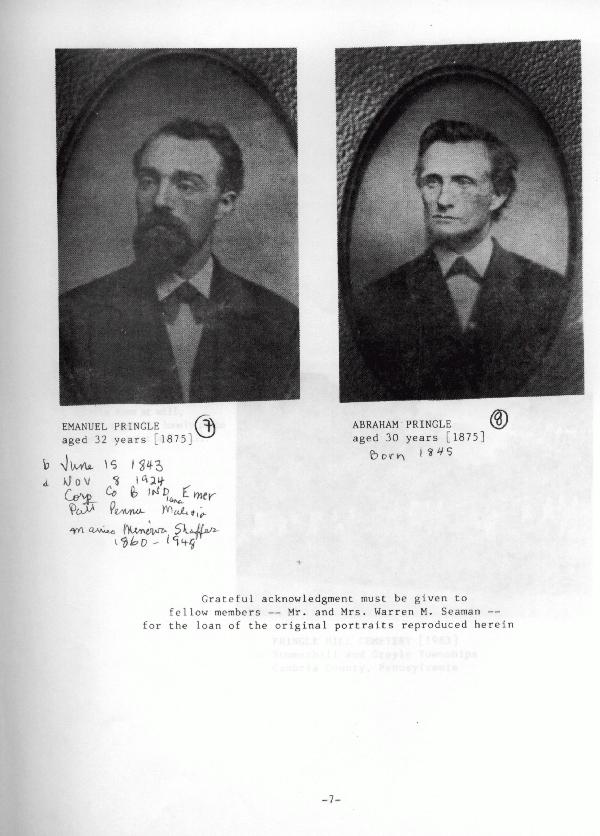 EMANUEL PRINGLE 7
aged 32 years [1875]
b June 15 1843
d Nov 8 1924
Corp Co B IND Emer
Patt Penna
married Minerva Shaffer
1860 - 1948
ABRAHAM PRINGLE 8
aged 30 years [1875]
Born 1845
Grateful acknowledgment must be given to
fellow members -- Mr. and Mrs. Warren M. Seaman --
for the loan of the original portraits reproduced herein
PRINGLE HILL CEMETERY [1983]
Summerhill and Croyle Townships
Cambria County, Pennsylvania
-7-